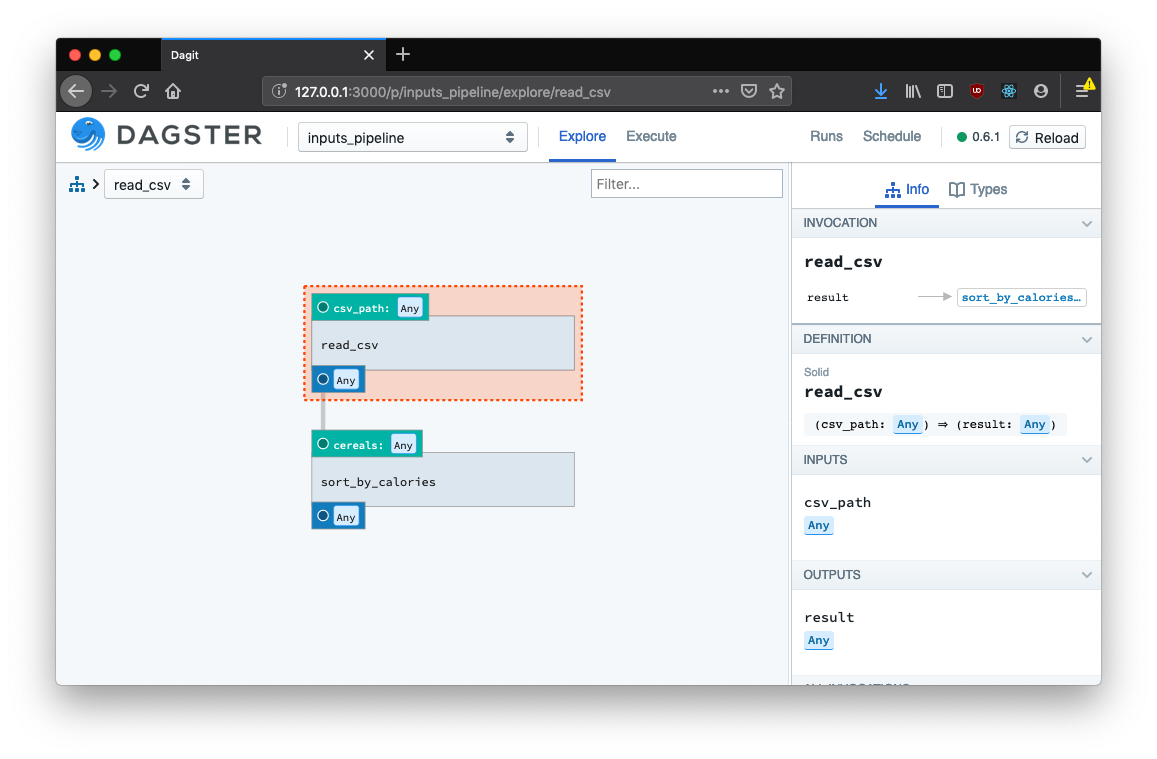 Dagit
127.0.0.1:3000/p/inputs_pipeline/explore/read_csv
DAGSTER
inputs_pipeline
Explore
Execute
Runs
Schedule
0.6.1
Reload
read_csv
Filter...
csv_path: Any
read_csv
Any
cereals: Any
sort_by_calories
Any
Info
Types
INVOCATION
read_csv
result
sort_by_calories…
DEFINITION
Solid
read_csv
(csv_path: Any) ⇒ (result: Any)
INPUTS
csv_path
Any
OUTPUTS
result
Any